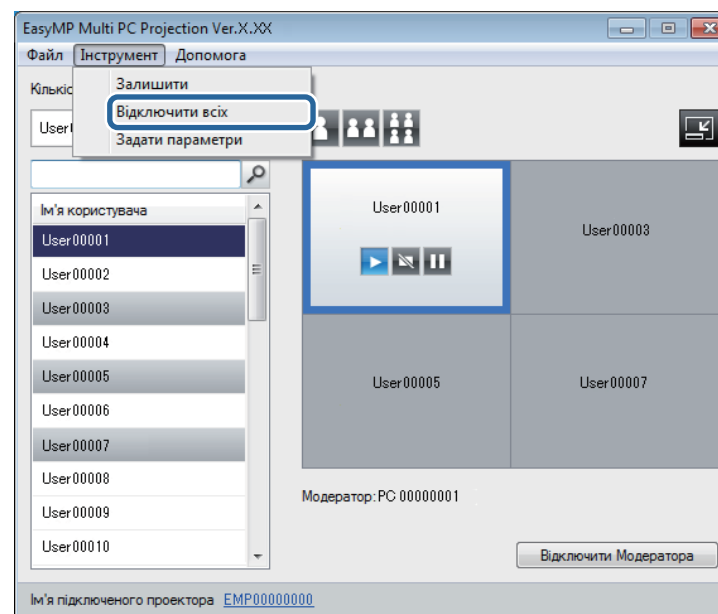 EasyMP Multi PC Projection Ver.X.XX
Файл Інструмент Допомога
Залишити
Відключити всіх
Задати параметри
Ім'я користувача
User00001
User00002
User00003
User00004
User00005
User00006
User00007
User00008
User00009
User00010
User00001
User00003
User00005
User00007
Модератор:PC 00000001
Відключити Модератора
Ім'я підключеного проектора EMP00000000